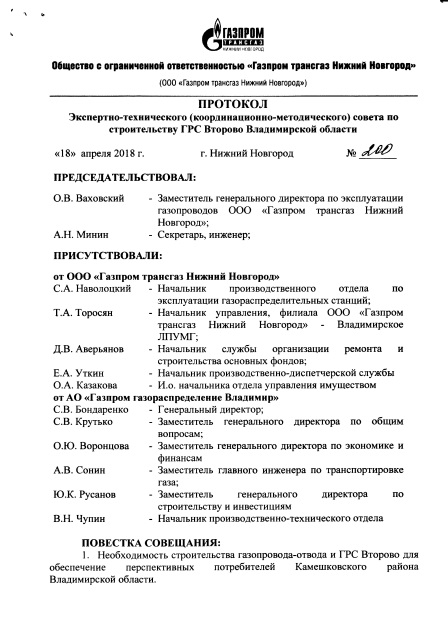 ГАЗПРОМ
ТРАНСГАЗ
НИЖНИЙ НОВГОРОД
Общество с ограниченной ответственностью «Газпром трансгаз Нижний Новгород»
(ООО «Газпром трансгаз Нижний Новгород»)
ПРОТОКОЛ
Экспертно-технического (координационно-методического) совета по
строительству ГРС Второво Владимирской области
«18» апреля 2018 г. г. Нижний Новгород № 200
ПРЕДСЕДАТЕЛЬСТВОВАЛ:
О.В. Ваховский - Заместитель генерального директора по эксплуатации
газопроводов ООО «Газпром трансгаз Нижний
Новгород»;
А.Н. Минин - Секретарь, инженер;
ПРИСУТСТВОВАЛИ:
от ООО «Газпром трансгаз Нижний Новгород»
С.А. Наволоцкий - Начальник производственного отдела по
эксплуатации газораспределительных станций;
Т.А. Торосян - Начальник управления, филиала ООО «Газпром
трансгаз Нижний Новгород» - Владимирское
ЛПУМГ;
Д.В. Аверьянов - Начальник службы организации ремонта и
строительства основных фондов;
Е.А. Уткин - Начальник производственно-диспетчерской службы
О.А. Казакова - И.о. начальника отдела управления имуществом
от АО «Газпром газораспределение Владимир»
С.В. Бондаренко - Генеральный директор;
С.В. Крутько - Заместитель генерального директора по общим
вопросам;
О.Ю. Воронцова - Заместитель генерального директора по экономике и
финансам
А.В. Сонин - Заместитель главного инженера по транспортировке
газа;
Ю.К. Русанов - Заместитель генерального директора по
строительству и инвестициям
В.Н. Чупин - Начальник производственно-технического отдела
ПОВЕСТКА СОВЕЩАНИЯ:
1. Необходимость строительства газопровода-отвода и ГРС Второво для
обеспечение перспективных потребителей Камешковского района
Владимирской области.